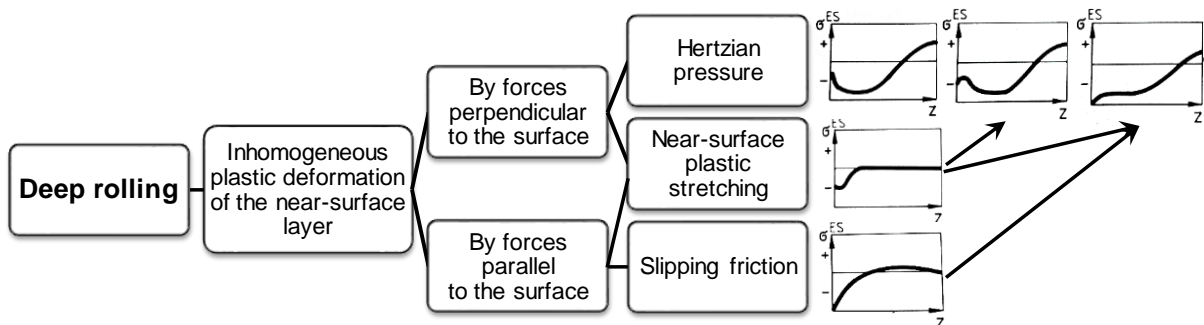 Deep rolling
Inhomogeneous
plastic deformation
of the near-surface
layer
By forces
perpendicular
to the surface
By forces
parallel
to the surface
Hertzian
pressure
Near-surface
plastic
stretching
Slipping friction
σES
+
−
Z
σES
+
−
Z
σES
+
−
Z
σES
+
−
Z
σES
+
−
Z